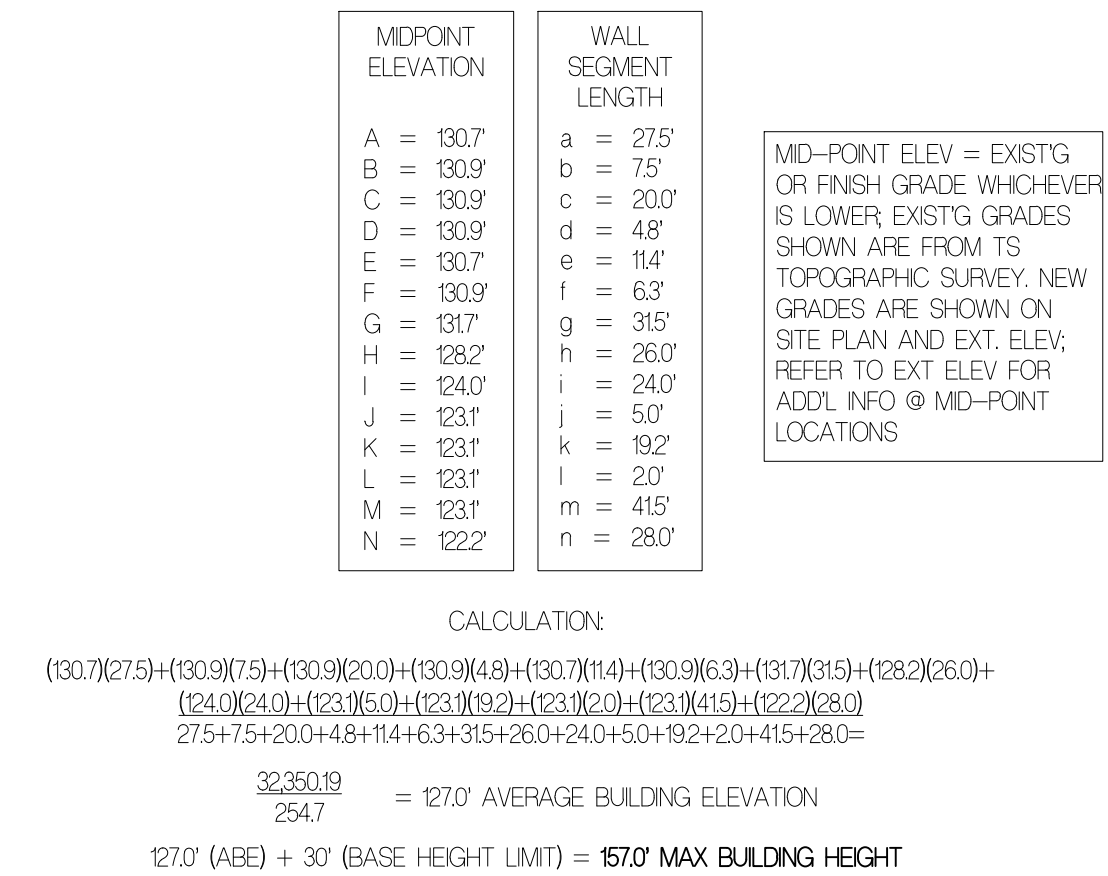 MIDPOINT
ELEVATION
A = 130.7'
B = 130.9'
C = 130.9'
D = 130.9'
E = 130.7'
F = 130.9'
G = 131.7'
H = 128.2'
I = 124.0'
J = 123.1'
K = 123.1'
L = 123.1'
M = 123.1'
N = 122.2'
WALL
SEGMENT
LENGTH
a = 27.5'
b = 7.5'
c = 20.0'
d = 4.8'
e = 11.4'
f = 6.3'
g = 31.5'
h = 26.0'
i = 24.0'
j = 5.0'
k = 19.2'
l = 2.0'
m = 41.5'
n = 28.0'
MID–POINT ELEV = EXIST'G
OR FINISH GRADE WHICHEVER
IS LOWER; EXIST'G GRADES
SHOWN ARE FROM TS
TOPOGRAPHIC SURVEY. NEW
GRADES ARE SHOWN ON
SITE PLAN AND EXT. ELEV;
REFER TO EXT ELEV FOR
ADD'L INFO @ MID–POINT
LOCATIONS
CALCULATION:
(130.7)(27.5)+(130.9)(7.5)+(130.9)(20.0)+(130.9)(4.8)+(130.7)(11.4)+(130.9)(6.3)+(131.7)(31.5)+(128.2)(26.0)+
(124.0)(24.0)+(123.1)(5.0)+(123.1)(19.2)+(123.1)(2.0)+(123.1)(41.5)+(122.2)(28.0)
27.5+7.5+20.0+4.8+11.4+6.3+31.5+26.0+24.0+5.0+19.2+2.0+41.5+28.0=
32,350.19
254.7
= 127.0' AVERAGE BUILDING ELEVATION
127.0' (ABE) + 30' (BASE HEIGHT LIMIT) = 157.0' MAX BUILDING HEIGHT